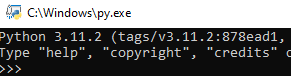 C:\Windows\py.exe
Python 3.11.2 (tags/v3.11.2:878ead1,
Type "help", "copyright", "credits"
>>>